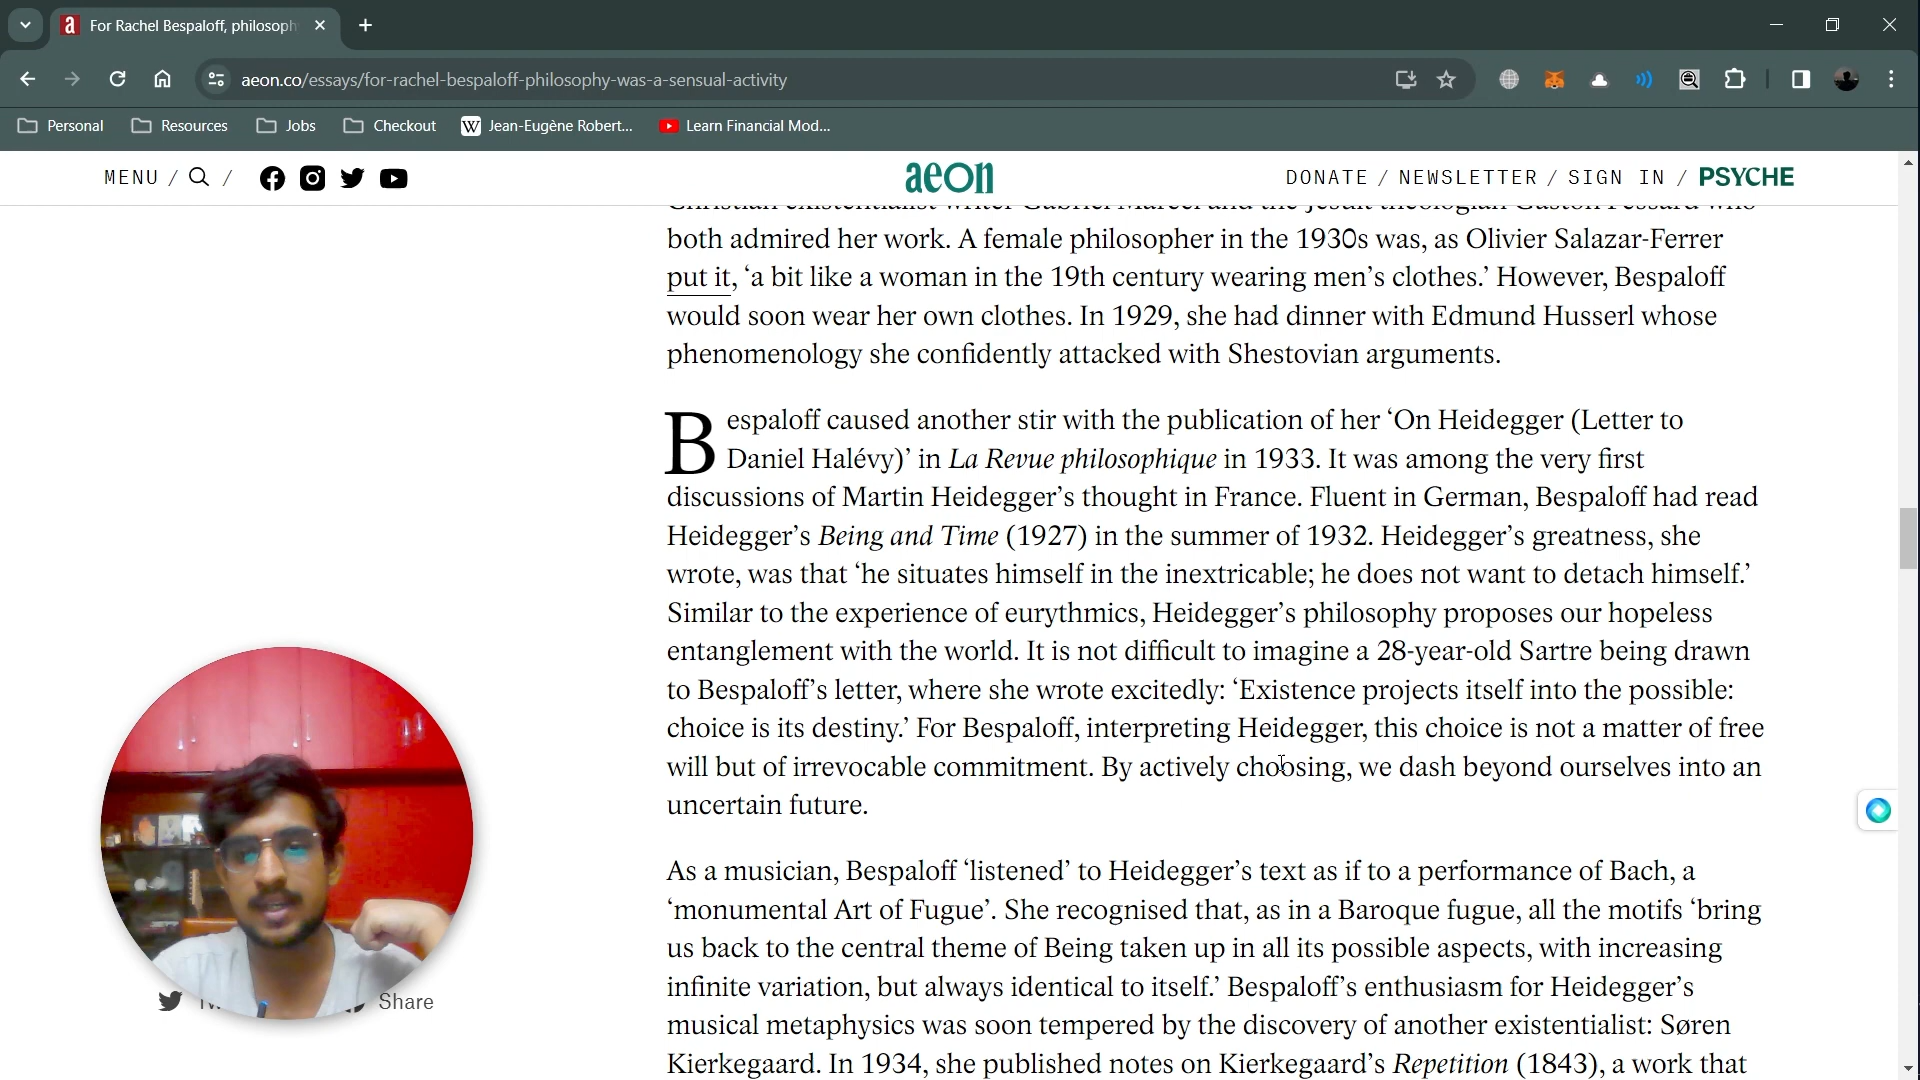 For Rachel Bespaloff, philosoph
aeon.co/essays/for-rachel-bespaloff-philosophy-was-a-sensual-activity
Personal
Resources
Jobs
Checkout
W Jean-Eugène Robert...
Learn Financial Mod...
MENU / /
aeon
DONATE / NEWSLETTER / SIGN IN / PSYCHE
Christian existentialist writer Gabriel Marcel and the Jesuit theologian Gaston Fessard who
both admired her work. A female philosopher in the 1930s was, as Olivier Salazar-Ferrer
put it, ‘a bit like a woman in the 19th century wearing men’s clothes.’ However, Bespaloff
would soon wear her own clothes. In 1929, she had dinner with Edmund Husserl whose
phenomenology she confidently attacked with Shestovian arguments.
Bespaloff caused another stir with the publication of her ‘On Heidegger (Letter to
Daniel Halévy)’ in La Revue philosophique in 1933. It was among the very first
discussions of Martin Heidegger’s thought in France. Fluent in German, Bespaloff had read
Heidegger’s Being and Time (1927) in the summer of 1932. Heidegger’s greatness, she
wrote, was that ‘he situates himself in the inextricable; he does not want to detach himself.’
Similar to the experience of eurythmics, Heidegger’s philosophy proposes our hopeless
entanglement with the world. It is not difficult to imagine a 28-year-old Sartre being drawn
to Bespaloff’s letter, where she wrote excitedly: ‘Existence projects itself into the possible:
choice is its destiny.’ For Bespaloff, interpreting Heidegger, this choice is not a matter of free
will but of irrevocable commitment. By actively choosing, we dash beyond ourselves into an
uncertain future.
As a musician, Bespaloff ‘listened’ to Heidegger’s text as if to a performance of Bach, a
‘monumental Art of Fugue’. She recognised that, as in a Baroque fugue, all the motifs ‘bring
us back to the central theme of Being taken up in all its possible aspects, with increasing
infinite variation, but always identical to itself.’ Bespaloff’s enthusiasm for Heidegger’s
musical metaphysics was soon tempered by the discovery of another existentialist: Søren
Kierkegaard. In 1934, she published notes on Kierkegaard’s Repetition (1843), a work that
Share